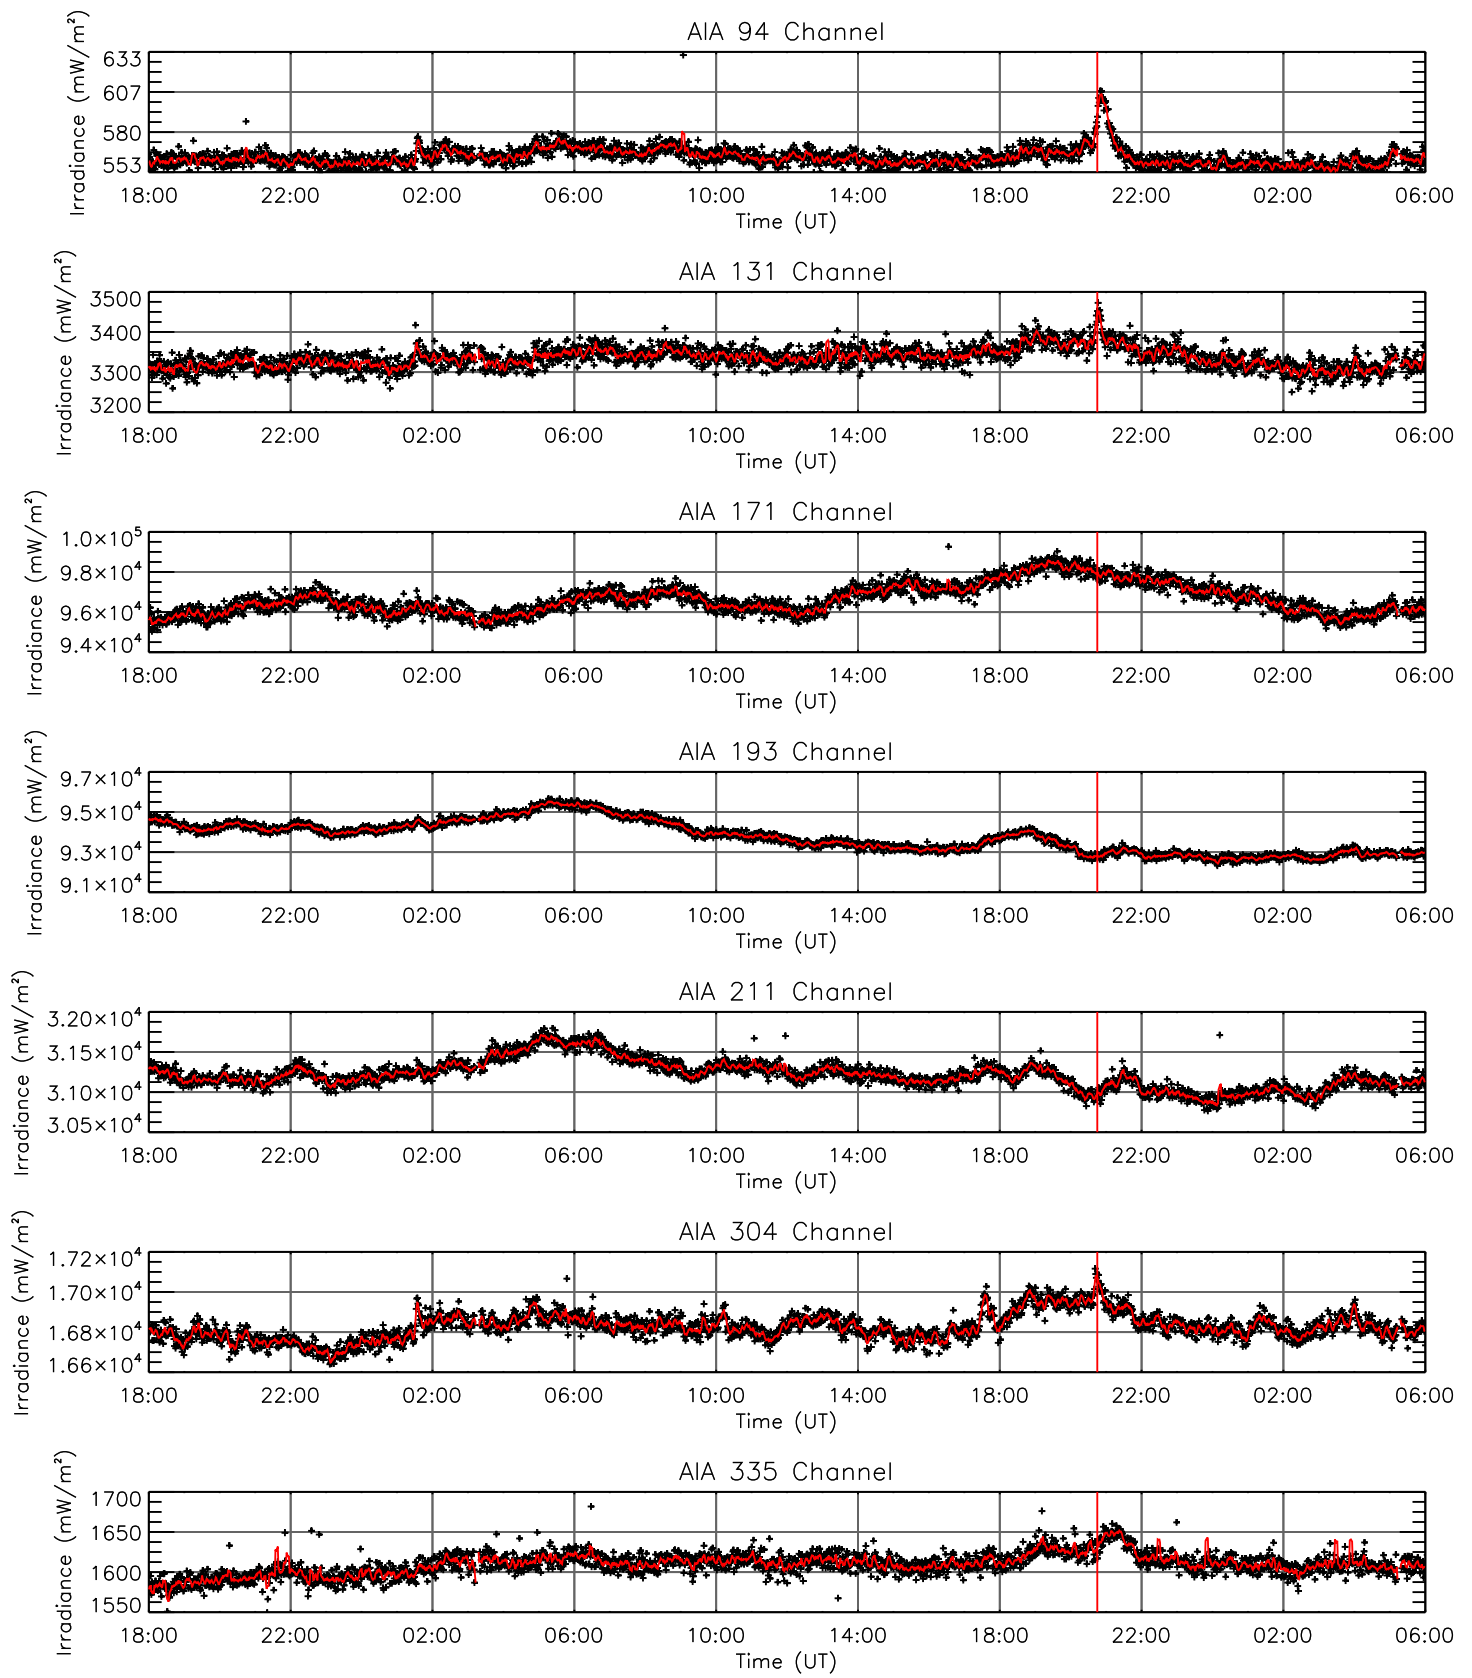 AIA 94 Channel
Irradiance (mW/m²)
633
607
580
553
18:00 22:00 02:00 06:00 10:00 14:00 18:00 22:00 02:00 06:00
Time (UT)
AIA 131 Channel
Irradiance (mW/m²)
3500
3400
3300
3200
18:00 22:00 02:00 06:00 10:00 14:00 18:00 22:00 02:00 06:00
Time (UT)
AIA 171 Channel
Irradiance (mW/m²)
1.0×10⁵
9.8×10⁴
9.6×10⁴
9.4×10⁴
18:00 22:00 02:00 06:00 10:00 14:00 18:00 22:00 02:00 06:00
Time (UT)
AIA 193 Channel
Irradiance (mW/m²)
9.7×10⁴
9.5×10⁴
9.3×10⁴
9.1×10⁴
18:00 22:00 02:00 06:00 10:00 14:00 18:00 22:00 02:00 06:00
Time (UT)
AIA 211 Channel
Irradiance (mW/m²)
3.20×10⁴
3.15×10⁴
3.10×10⁴
3.05×10⁴
18:00 22:00 02:00 06:00 10:00 14:00 18:00 22:00 02:00 06:00
Time (UT)
AIA 304 Channel
Irradiance (mW/m²)
1.72×10⁴
1.70×10⁴
1.68×10⁴
1.66×10⁴
18:00 22:00 02:00 06:00 10:00 14:00 18:00 22:00 02:00 06:00
Time (UT)
AIA 335 Channel
Irradiance (mW/m²)
1700
1650
1600
1550
18:00 22:00 02:00 06:00 10:00 14:00 18:00 22:00 02:00 06:00
Time (UT)